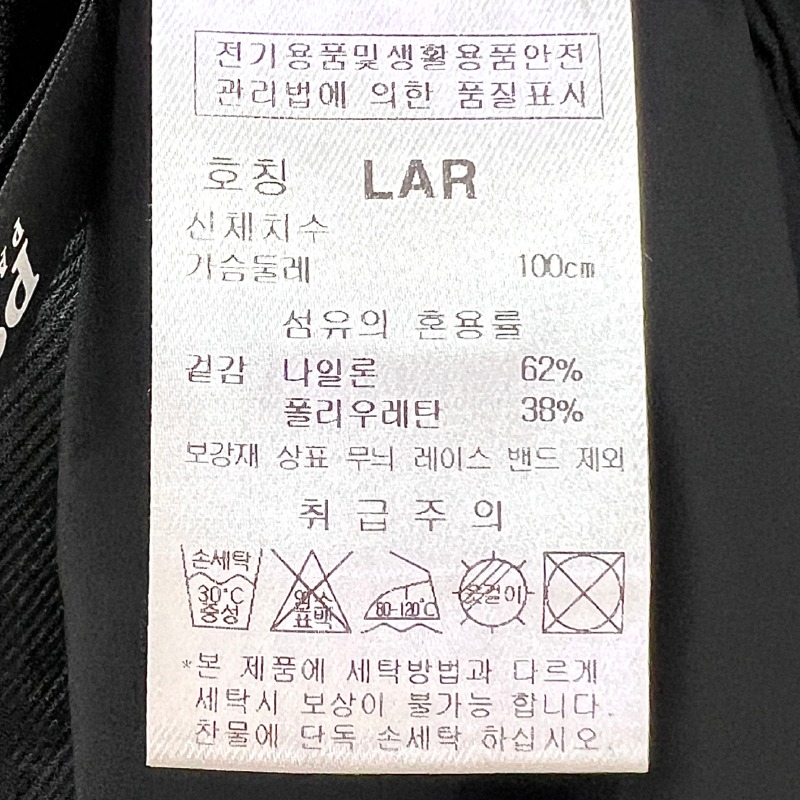 전기용품및생활용품안전
관리법에 의한 품질표시
호칭 LAR
신체치수
가슴둘레 100cm
섬유의 혼용률
겉감 나일론 62%
폴리우레탄 38%
보강재 상표 무늬 레이스 밴드 제외
취급주의
손세탁 30°C 중성
염소 표백
80-120°C
옷걸이
*본 제품에 세탁방법과 다르게
세탁시 보상이 불가능 합니다.
찬물에 단독 손세탁 하십시오.